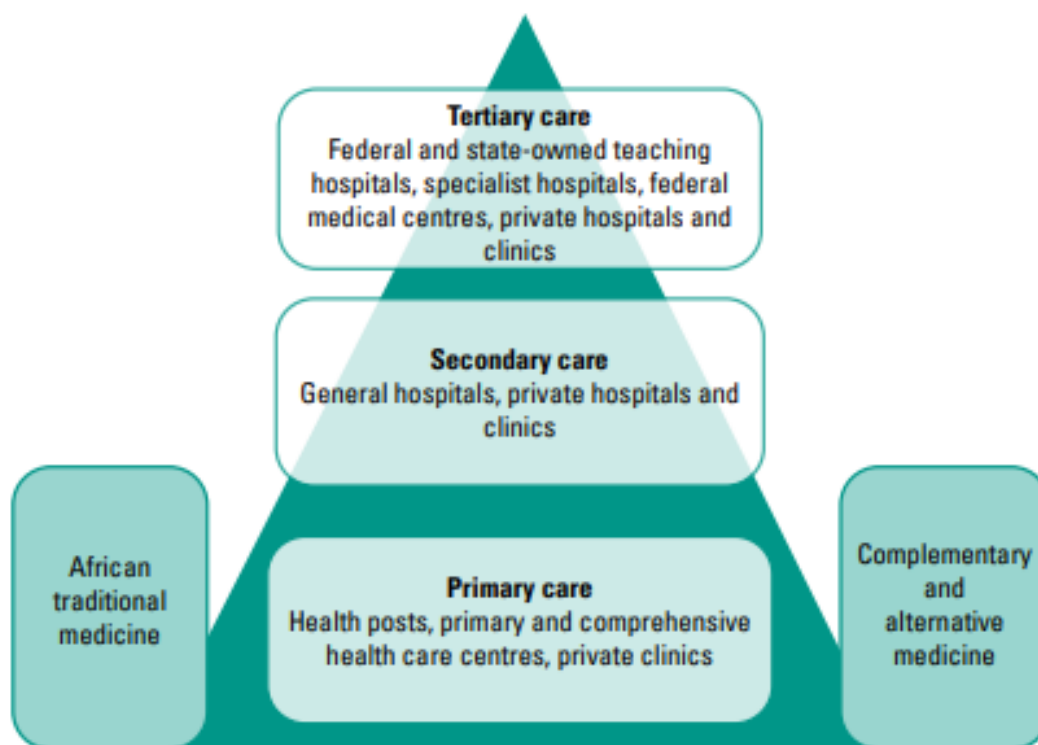 Tertiary care
Federal and state-owned teaching
hospitals, specialist hospitals, federal
medical centres, private hospitals and
clinics
Secondary care
General hospitals, private hospitals and
clinics
African
traditional
medicine
Primary care
Health posts, primary and comprehensive
health care centres, private clinics
Complementary
and
alternative
medicine